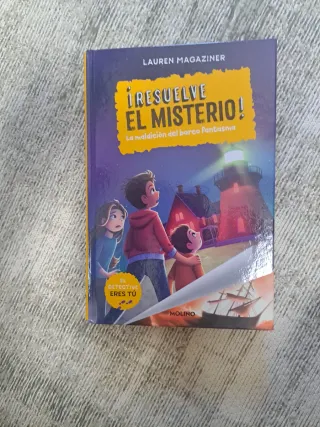 LAUREN MAGAZINER
¡RESUELVE
EL MISTERIO!
La maldición del barco fantasma
EL
DETECTIVE
ERES TÚ
MOLINO